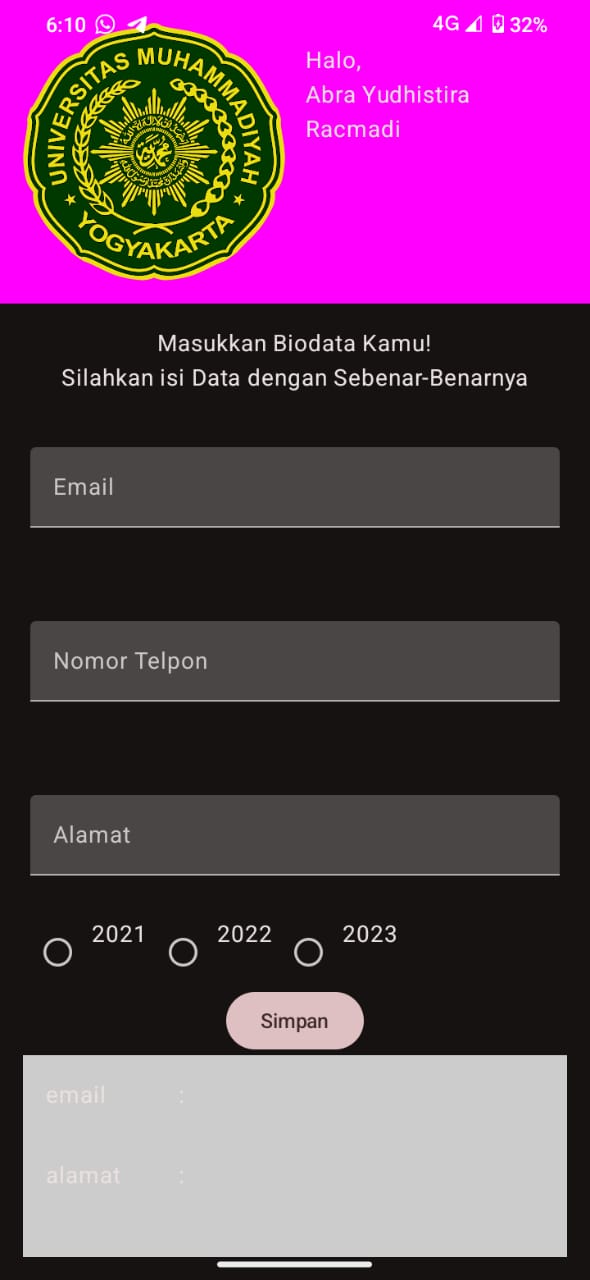 6:10
4G 32%
UNIVERSITAS MUHAMMADIYAH
YOGYAKARTA
Halo,
Abra Yudhistira
Racmadi
Masukkan Biodata Kamu!
Silahkan isi Data dengan Sebenar-Benarnya
Email
Nomor Telpon
Alamat
2021 2022 2023
Simpan
email :
alamat :